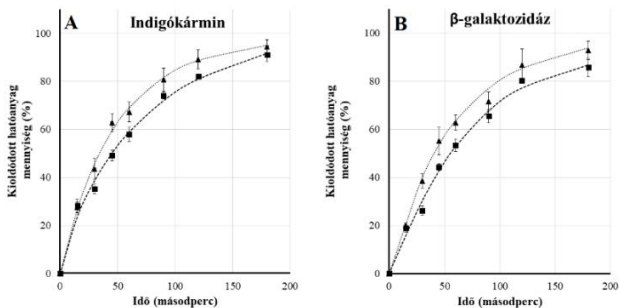 A
Indigókármin
Kioldódott hatóanyag
mennyiség (%)
100
80
60
40
20
0
0 50 100 150 200
Idő (másodperc)
B
β-galaktozidáz
Kioldódott hatóanyag
mennyiség (%)
100
80
60
40
20
0
0 50 100 150 200
Idő (másodperc)